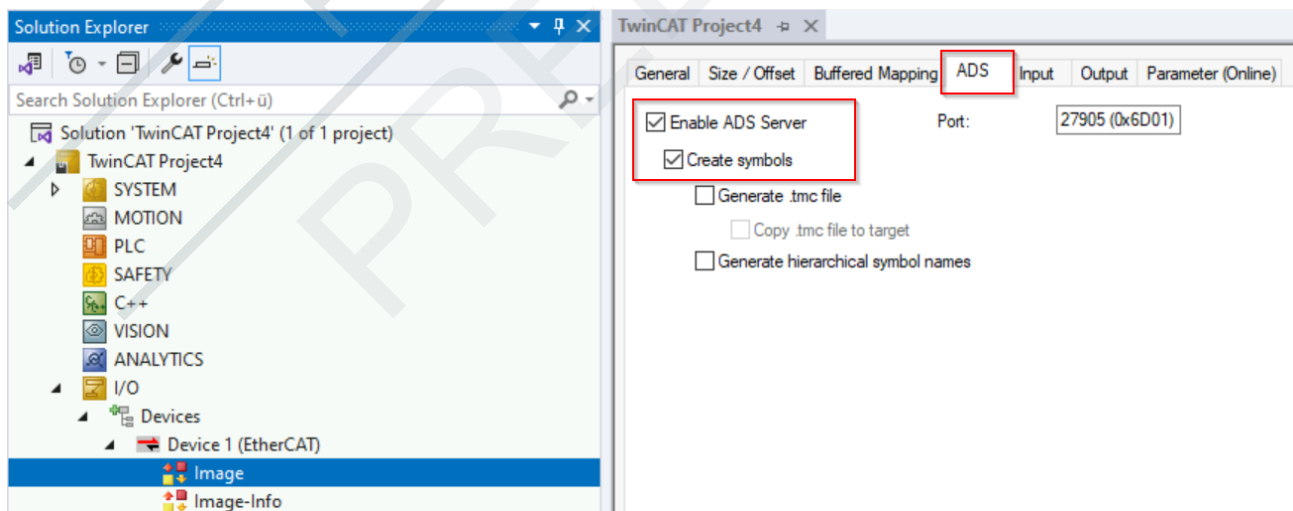 Solution Explorer
Search Solution Explorer (Ctrl+ü)
Solution 'TwinCAT Project4' (1 of 1 project)
TwinCAT Project4
SYSTEM
MOTION
PLC
SAFETY
C++
VISION
ANALYTICS
I/O
Devices
Device 1 (EtherCAT)
Image
Image-Info
TwinCAT Project4
General Size / Offset Buffered Mapping ADS Input Output Parameter (Online)
Enable ADS Server Port: 27905 (0x6D01)
Create symbols
Generate .tmc file
Copy .tmc file to target
Generate hierarchical symbol names